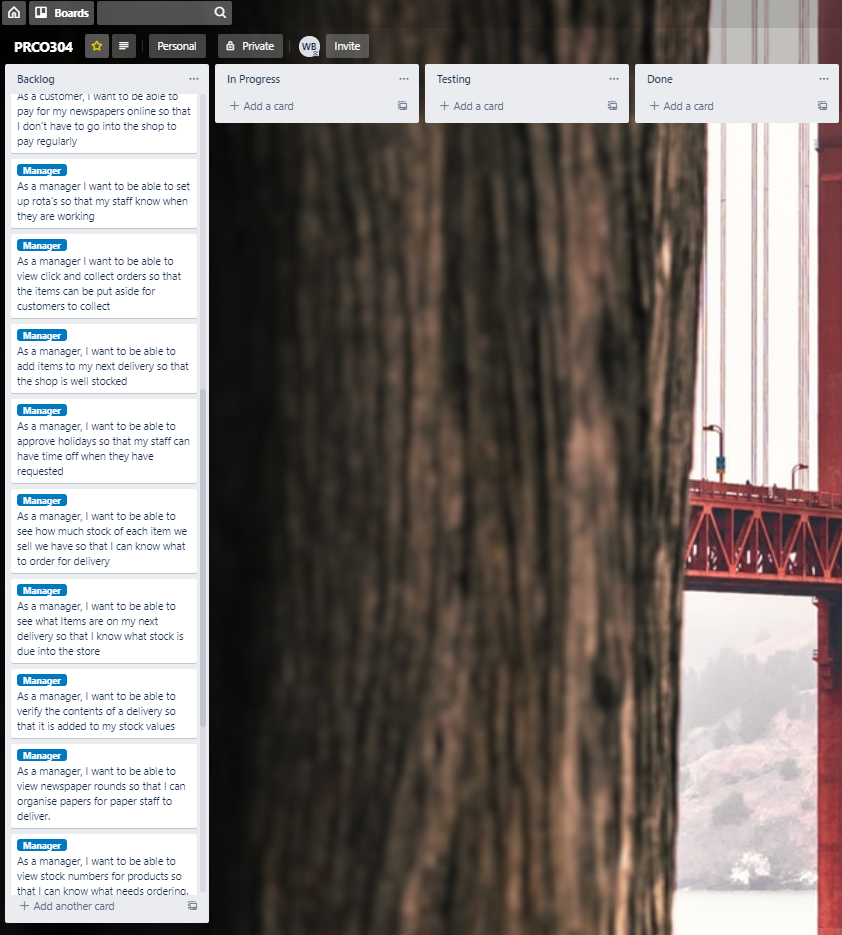 Boards
PRCO304
Personal
Private
WB
Invite
Backlog
As a customer, I want to be able to
pay for my newspapers online so that
I don't have to go into the shop to
pay regularly
Manager
As a manager I want to be able to set
up rota's so that my staff know when
they are working
Manager
As a manager I want to be able to
view click and collect orders so that
the items can be put aside for
customers to collect
Manager
As a manager, I want to be able to
add items to my next delivery so that
the shop is well stocked
Manager
As a manager, I want to be able to
approve holidays so that my staff can
have time off when they have
requested
Manager
As a manager, I want to be able to
see how much stock of each item we
sell we have so that I can know what
to order for delivery
Manager
As a manager, I want to be able to
see what Items are on my next
delivery so that I know what stock is
due into the store
Manager
As a manager, I want to be able to
verify the contents of a delivery so
that it is added to my stock values
Manager
As a manager, I want to be able to
view newspaper rounds so that I can
organise papers for paper staff to
deliver.
Manager
As a manager, I want to be able to
view stock numbers for products so
that I can know what needs ordering.
+ Add another card
In Progress
+ Add a card
Testing
+ Add a card
Done
+ Add a card